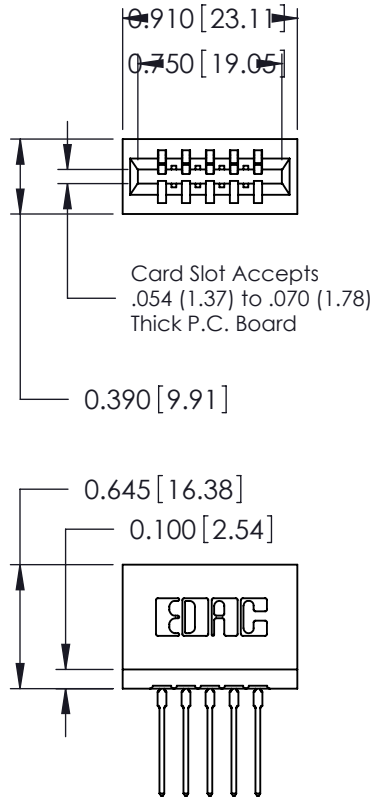 0.910 [23.11]
0.750 [19.05]
Card Slot Accepts
.054 (1.37) to .070 (1.78)
Thick P.C. Board
0.390 [9.91]
0.645 [16.38]
0.100 [2.54]
EDAC